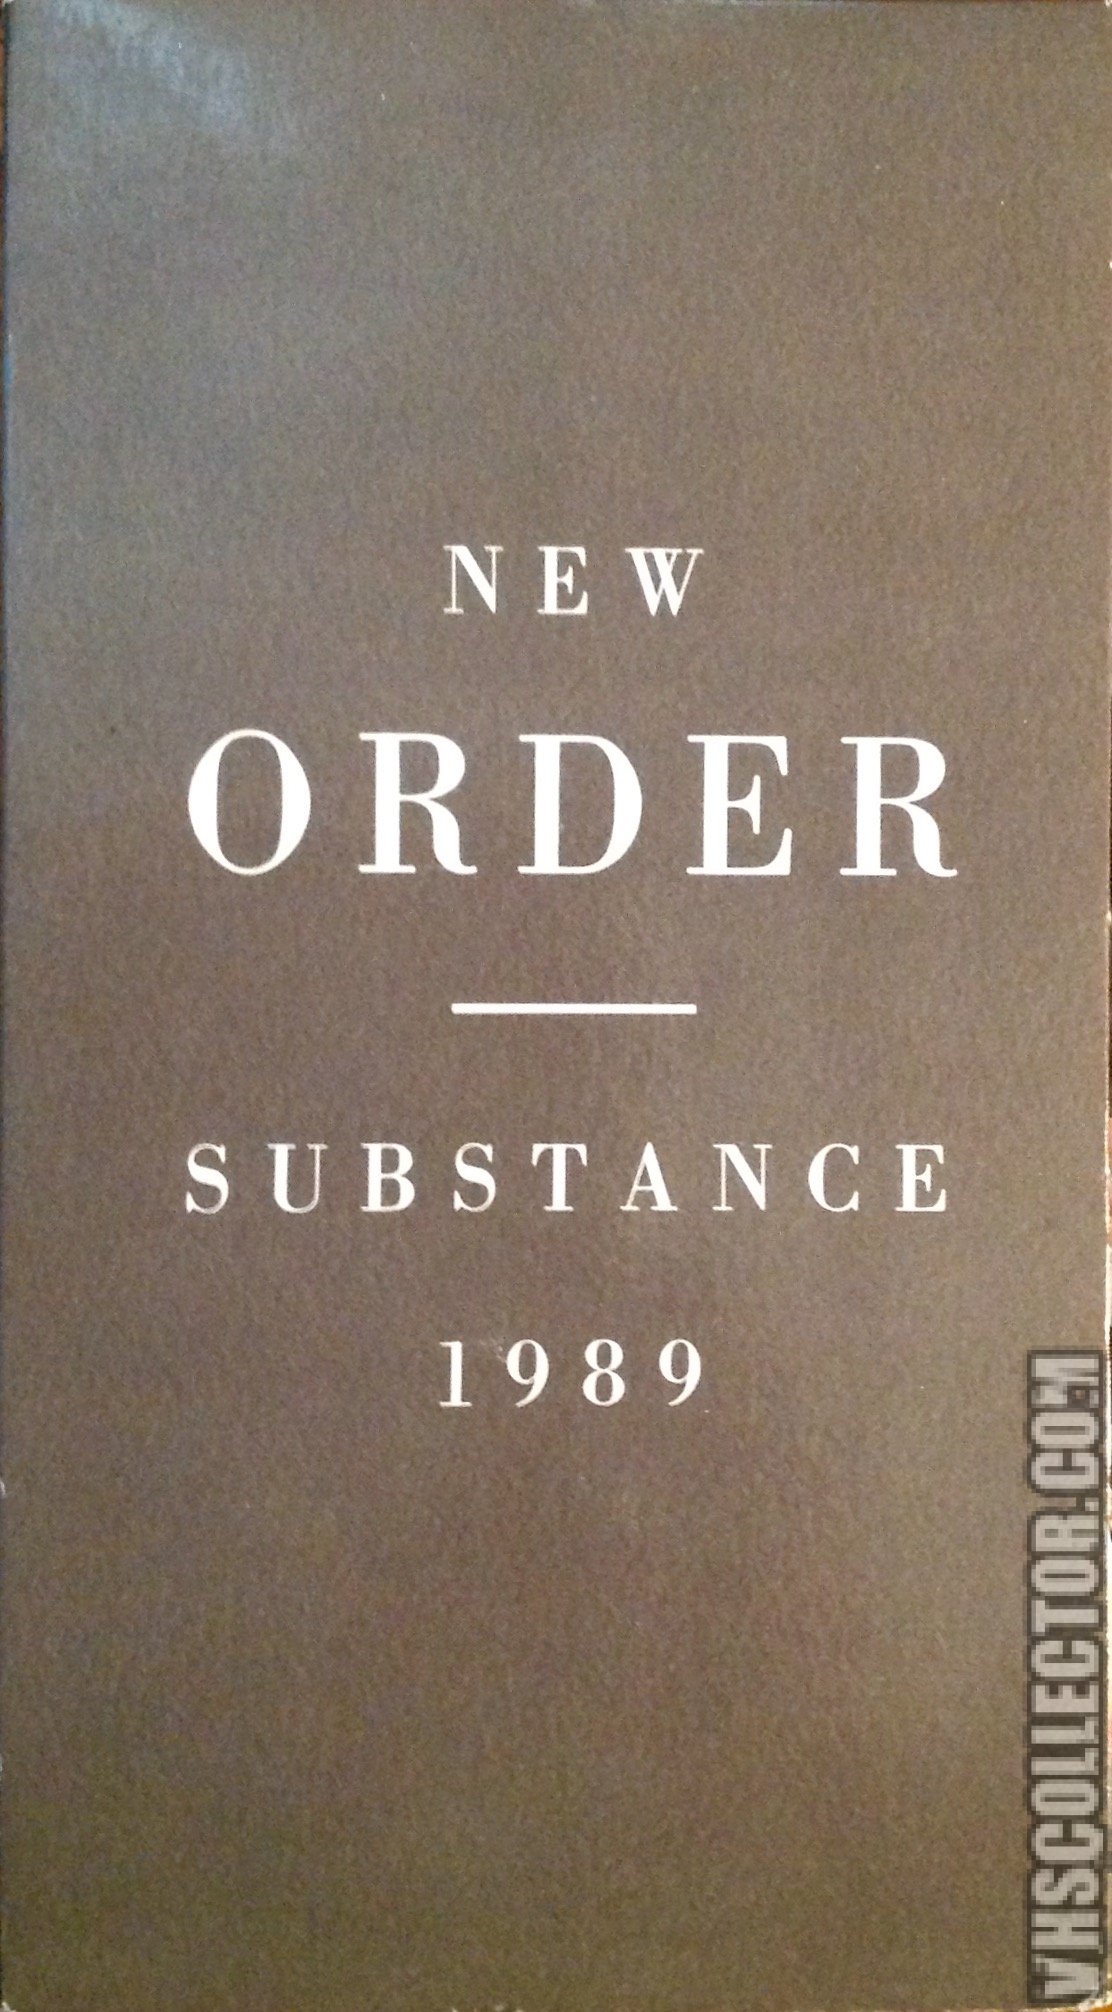 NEW
ORDER
SUBSTANCE
1989
VHSCOLLECTOR.COM